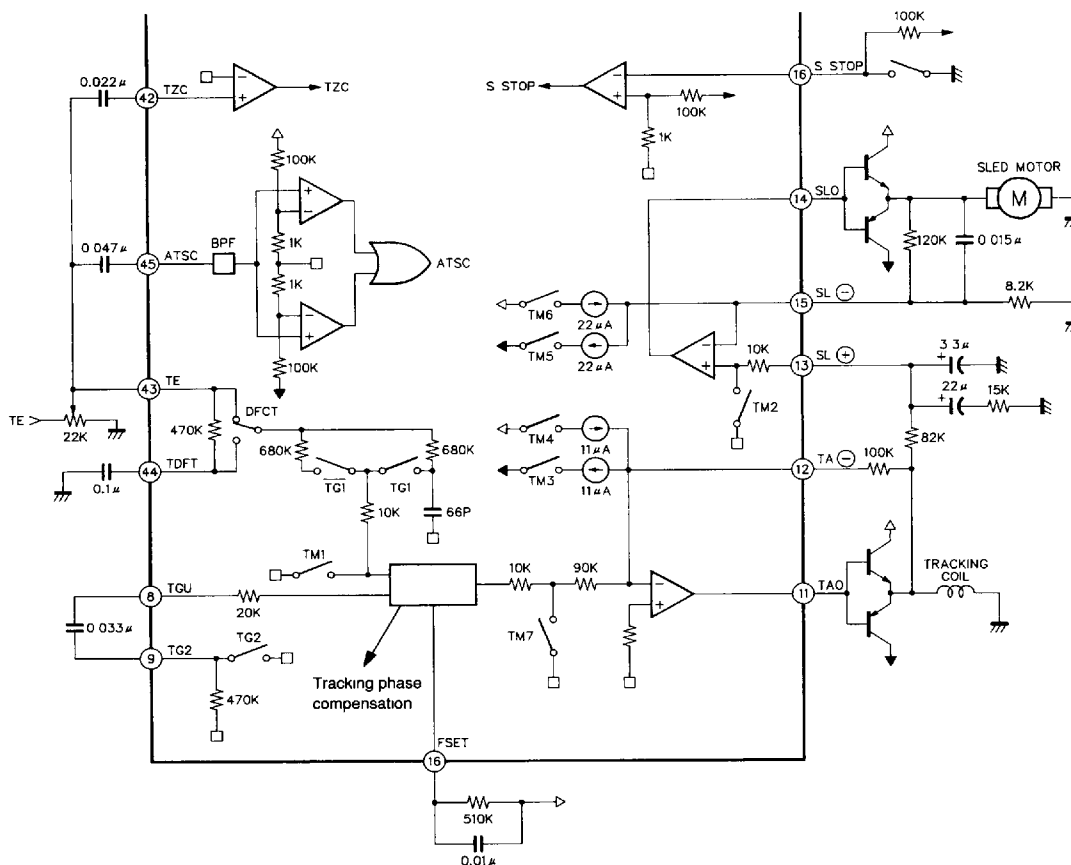 100K
16
S STOP
0.022μ
42
TZC
−
+
TZC
S STOP
−
+
100K
1K
100K
+
−
14
SLO
SLED MOTOR
M
120K
0 015μ
0 047μ
45
ATSC
BPF
1K
1K
ATSC
−
+
100K
TM6
22μA
TM5
22μA
15
SL ⊖
8.2K
−
+
10K
13
SL ⊕
+
3 3μ
TM2
+
22μ
15K
82K
43
TE
TE
22K
470K
DFCT
680K
680K
TG1
TG1
44
TDFT
0.1μ
10K
66P
TM4
11μA
TM3
11μA
12
TA ⊖
100K
TM1
8
TGU
20K
0 033μ
9
TG2
TG2
470K
10K
90K
TM7
−
+
11
TAO
TRACKING
COIL
Tracking phase
compensation
FSET
16
510K
0.01μ